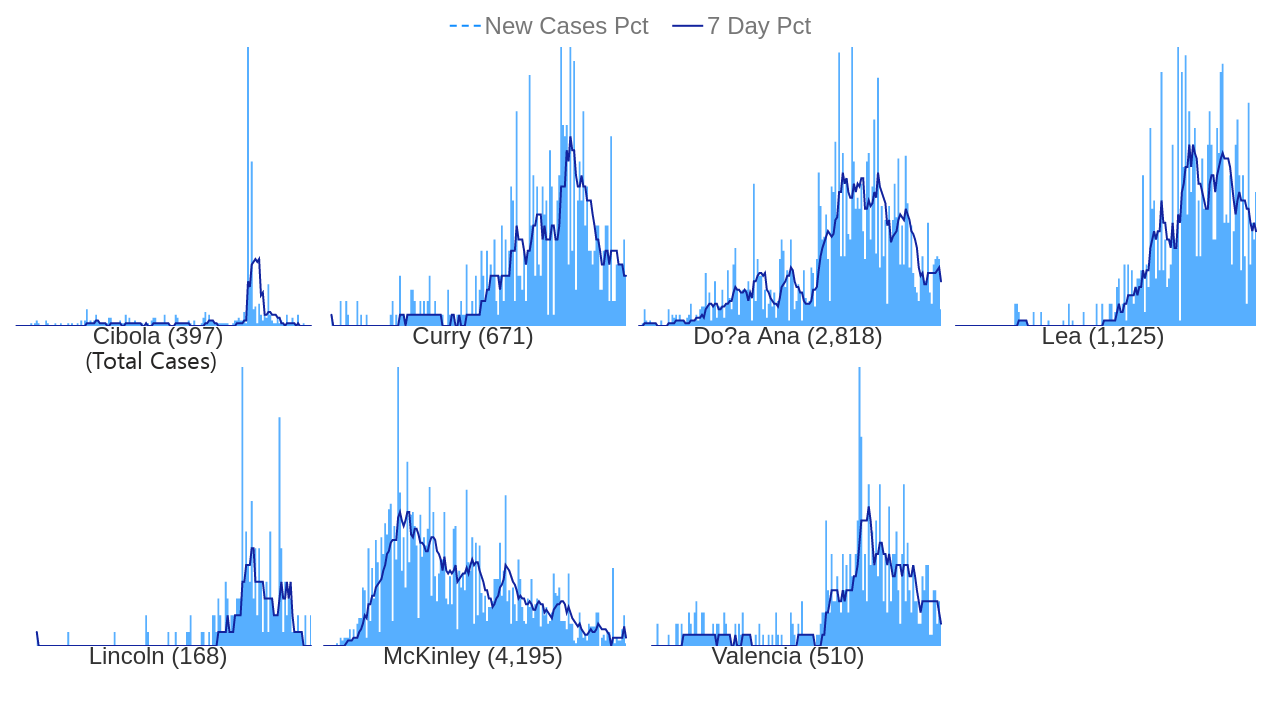 New Cases Pct 7 Day Pct
Cibola (397)
(Total Cases)
Curry (671)
Do?a Ana (2,818)
Lea (1,125)
Lincoln (168)
McKinley (4,195)
Valencia (510)